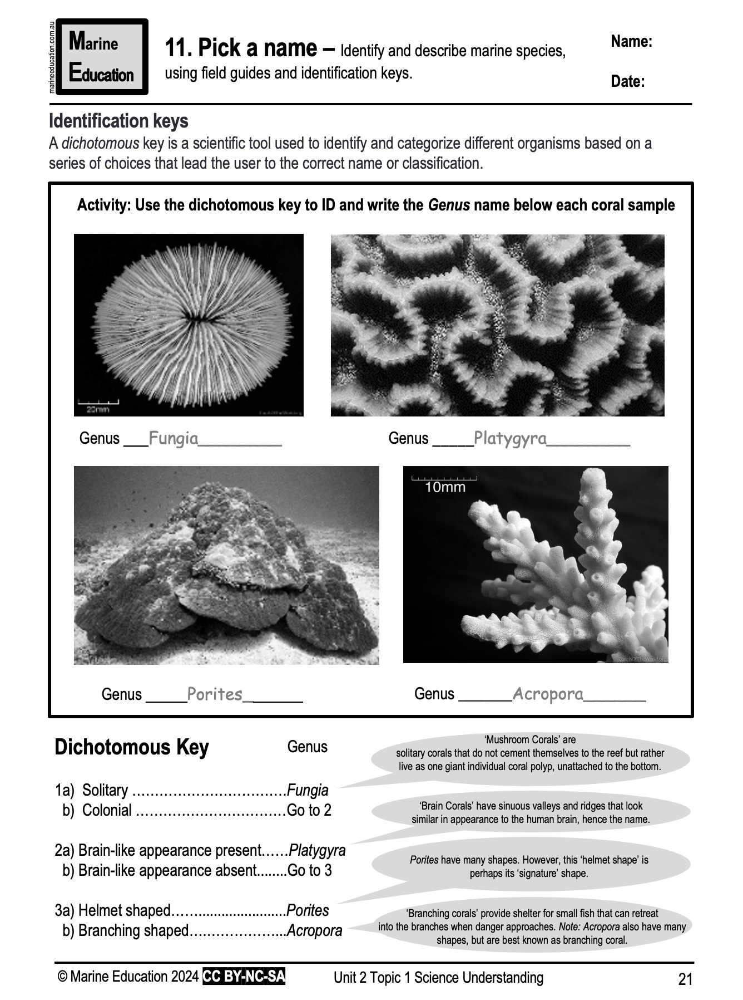 marineeducation.com.au
Marine
Education
11. Pick a name – Identify and describe marine species,
using field guides and identification keys.
Name:
Date:
Identification keys
A dichotomous key is a scientific tool used to identify and categorize different organisms based on a
series of choices that lead the user to the correct name or classification.
Activity: Use the dichotomous key to ID and write the Genus name below each coral sample
20mm
CoralsOfTheWorld.org
Genus ___Fungia__________
Genus _____Platygyra__________
10mm
CoralsOfTheWorld.org
Genus _____Porites_______
Genus ______Acropora_______
Dichotomous Key
Genus
1a) Solitary ……………………………Fungia
b) Colonial ……………………………Go to 2
2a) Brain-like appearance present……Platygyra
b) Brain-like appearance absent........Go to 3
3a) Helmet shaped…….......................Porites
b) Branching shaped…………………...Acropora
‘Mushroom Corals’ are
solitary corals that do not cement themselves to the reef but rather
live as one giant individual coral polyp, unattached to the bottom.
‘Brain Corals’ have sinuous valleys and ridges that look
similar in appearance to the human brain, hence the name.
Porites have many shapes. However, this ‘helmet shape’ is
perhaps its ‘signature’ shape.
‘Branching corals’ provide shelter for small fish that can retreat
into the branches when danger approaches. Note: Acropora also have many
shapes, but are best known as branching coral.
© Marine Education 2024 CC BY-NC-SA
Unit 2 Topic 1 Science Understanding
21